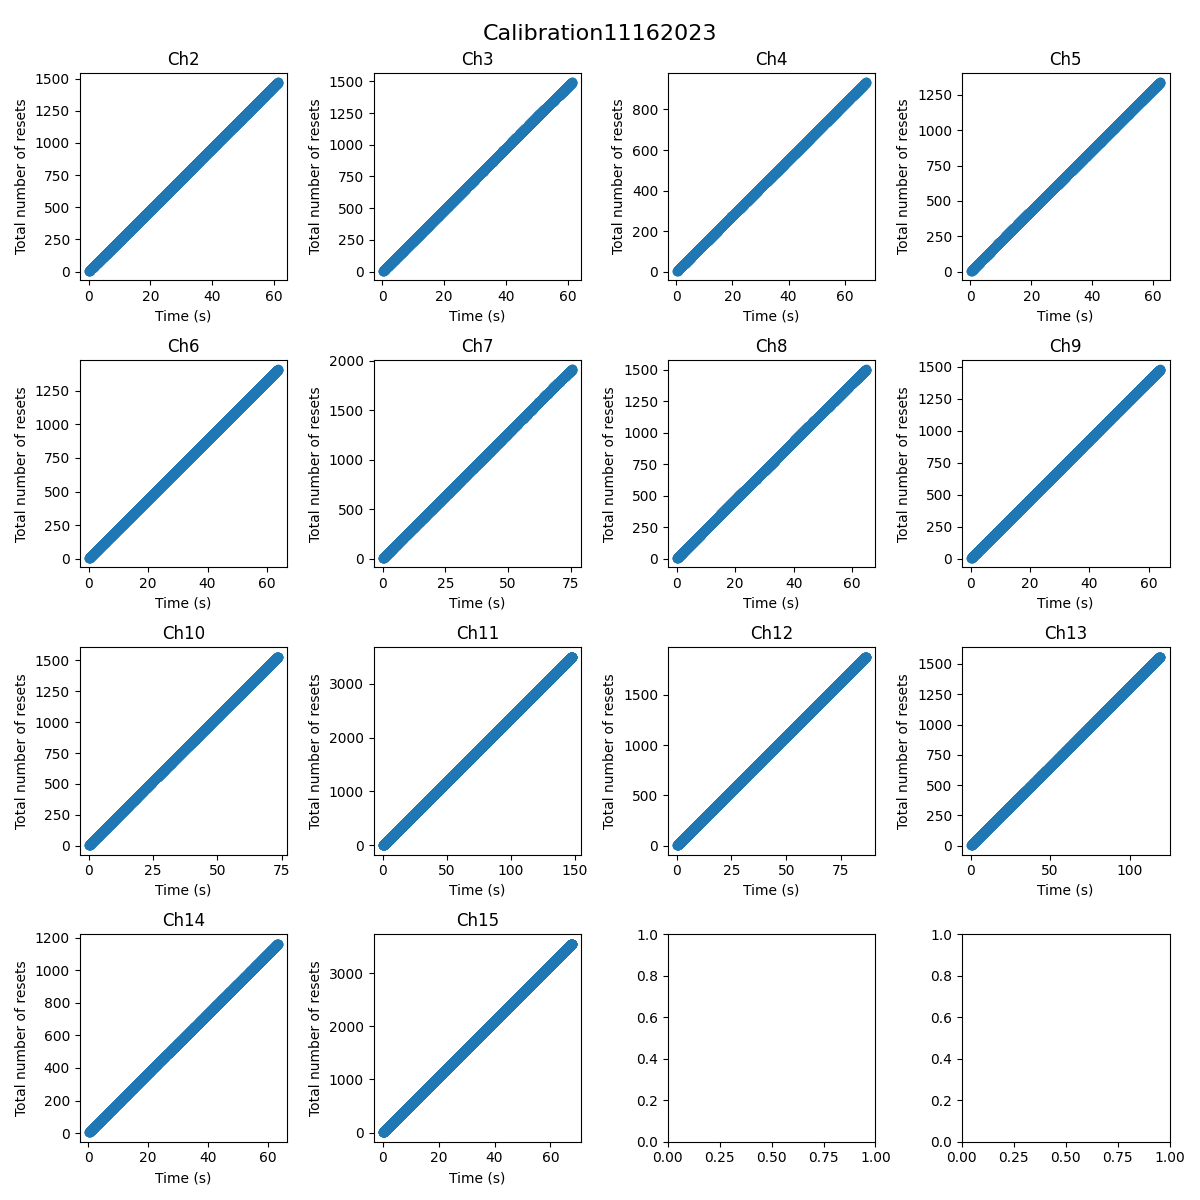 Calibration11162023
Ch2 Ch3 Ch4 Ch5
Total number of resets
1500
1250
1000
750
500
250
0
0 20 40 60
Time (s)
Total number of resets
1500
1250
1000
750
500
250
0
0 20 40 60
Time (s)
Total number of resets
800
600
400
200
0
0 20 40 60
Time (s)
Total number of resets
1250
1000
750
500
250
0
0 20 40 60
Time (s)
Ch6 Ch7 Ch8 Ch9
Total number of resets
1250
1000
750
500
250
0
0 20 40 60
Time (s)
Total number of resets
2000
1500
1000
500
0
0 25 50 75
Time (s)
Total number of resets
1500
1250
1000
750
500
250
0
0 20 40 60
Time (s)
Total number of resets
1500
1250
1000
750
500
250
0
0 20 40 60
Time (s)
Ch10 Ch11 Ch12 Ch13
Total number of resets
1500
1250
1000
750
500
250
0
0 25 50 75
Time (s)
Total number of resets
3000
2000
1000
0
0 50 100 150
Time (s)
Total number of resets
1500
1000
500
0
0 25 50 75
Time (s)
Total number of resets
1500
1250
1000
750
500
250
0
0 50 100
Time (s)
Ch14 Ch15
Total number of resets
1200
1000
800
600
400
200
0
0 20 40 60
Time (s)
Total number of resets
3000
2000
1000
0
0 20 40 60
Time (s)
1.0
0.8
0.6
0.4
0.2
0.0
0.00 0.25 0.50 0.75 1.00
1.0
0.8
0.6
0.4
0.2
0.0
0.00 0.25 0.50 0.75 1.00